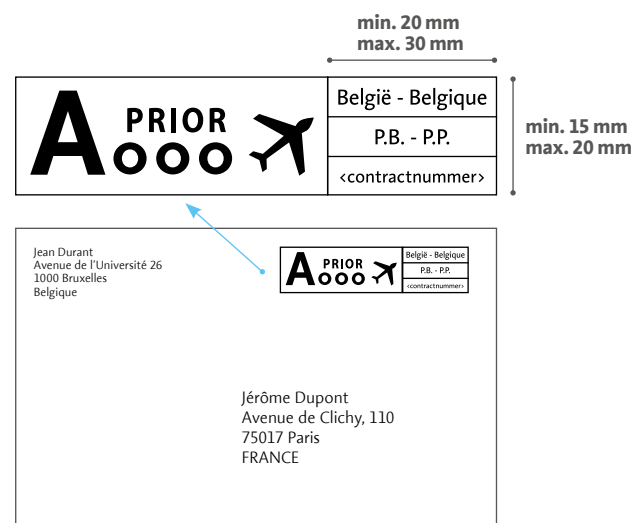 min. 20 mm
max. 30 mm
A PRIOR
België - Belgique
P.B. - P.P.
‹contractnummer›
min. 15 mm
max. 20 mm
Jean Durant
Avenue de l'Université 26
1000 Bruxelles
Belgique
A PRIOR
België - Belgique
P.B. - P.P.
‹contractnummer›
Jérôme Dupont
Avenue de Clichy, 110
75017 Paris
FRANCE